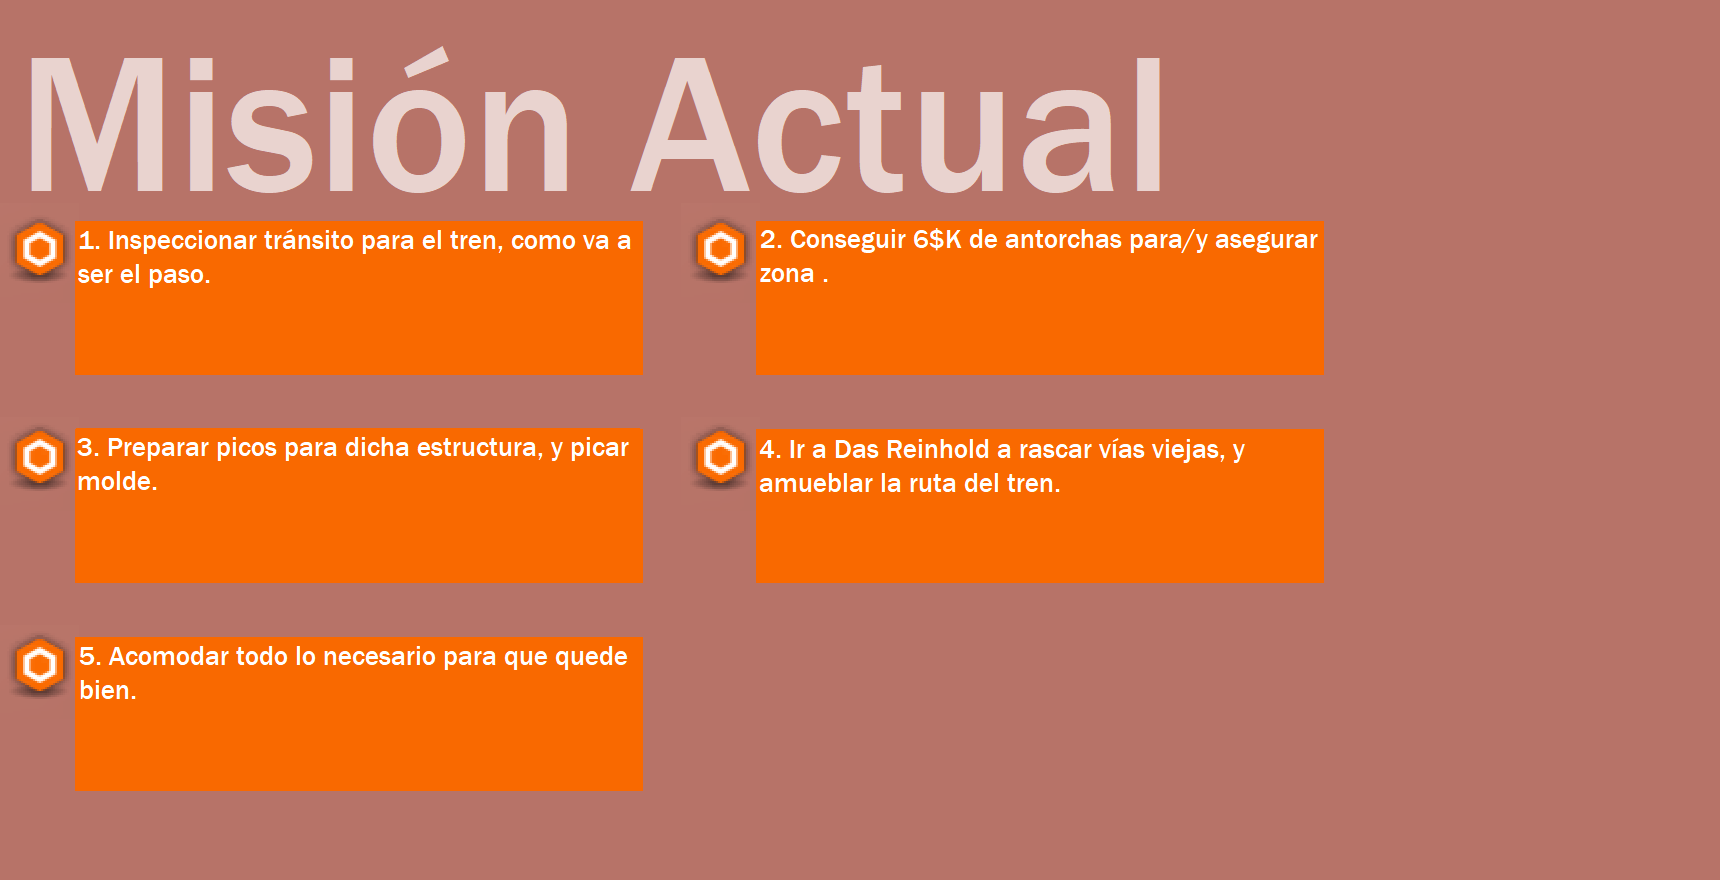 Misión Actual
1. Inspeccionar tránsito para el tren, como va a
ser el paso.
2. Conseguir 6$K de antorchas para/y asegurar
zona .
3. Preparar picos para dicha estructura, y picar
molde.
4. Ir a Das Reinhold a rascar vías viejas, y
amueblar la ruta del tren.
5. Acomodar todo lo necesario para que quede
bien.